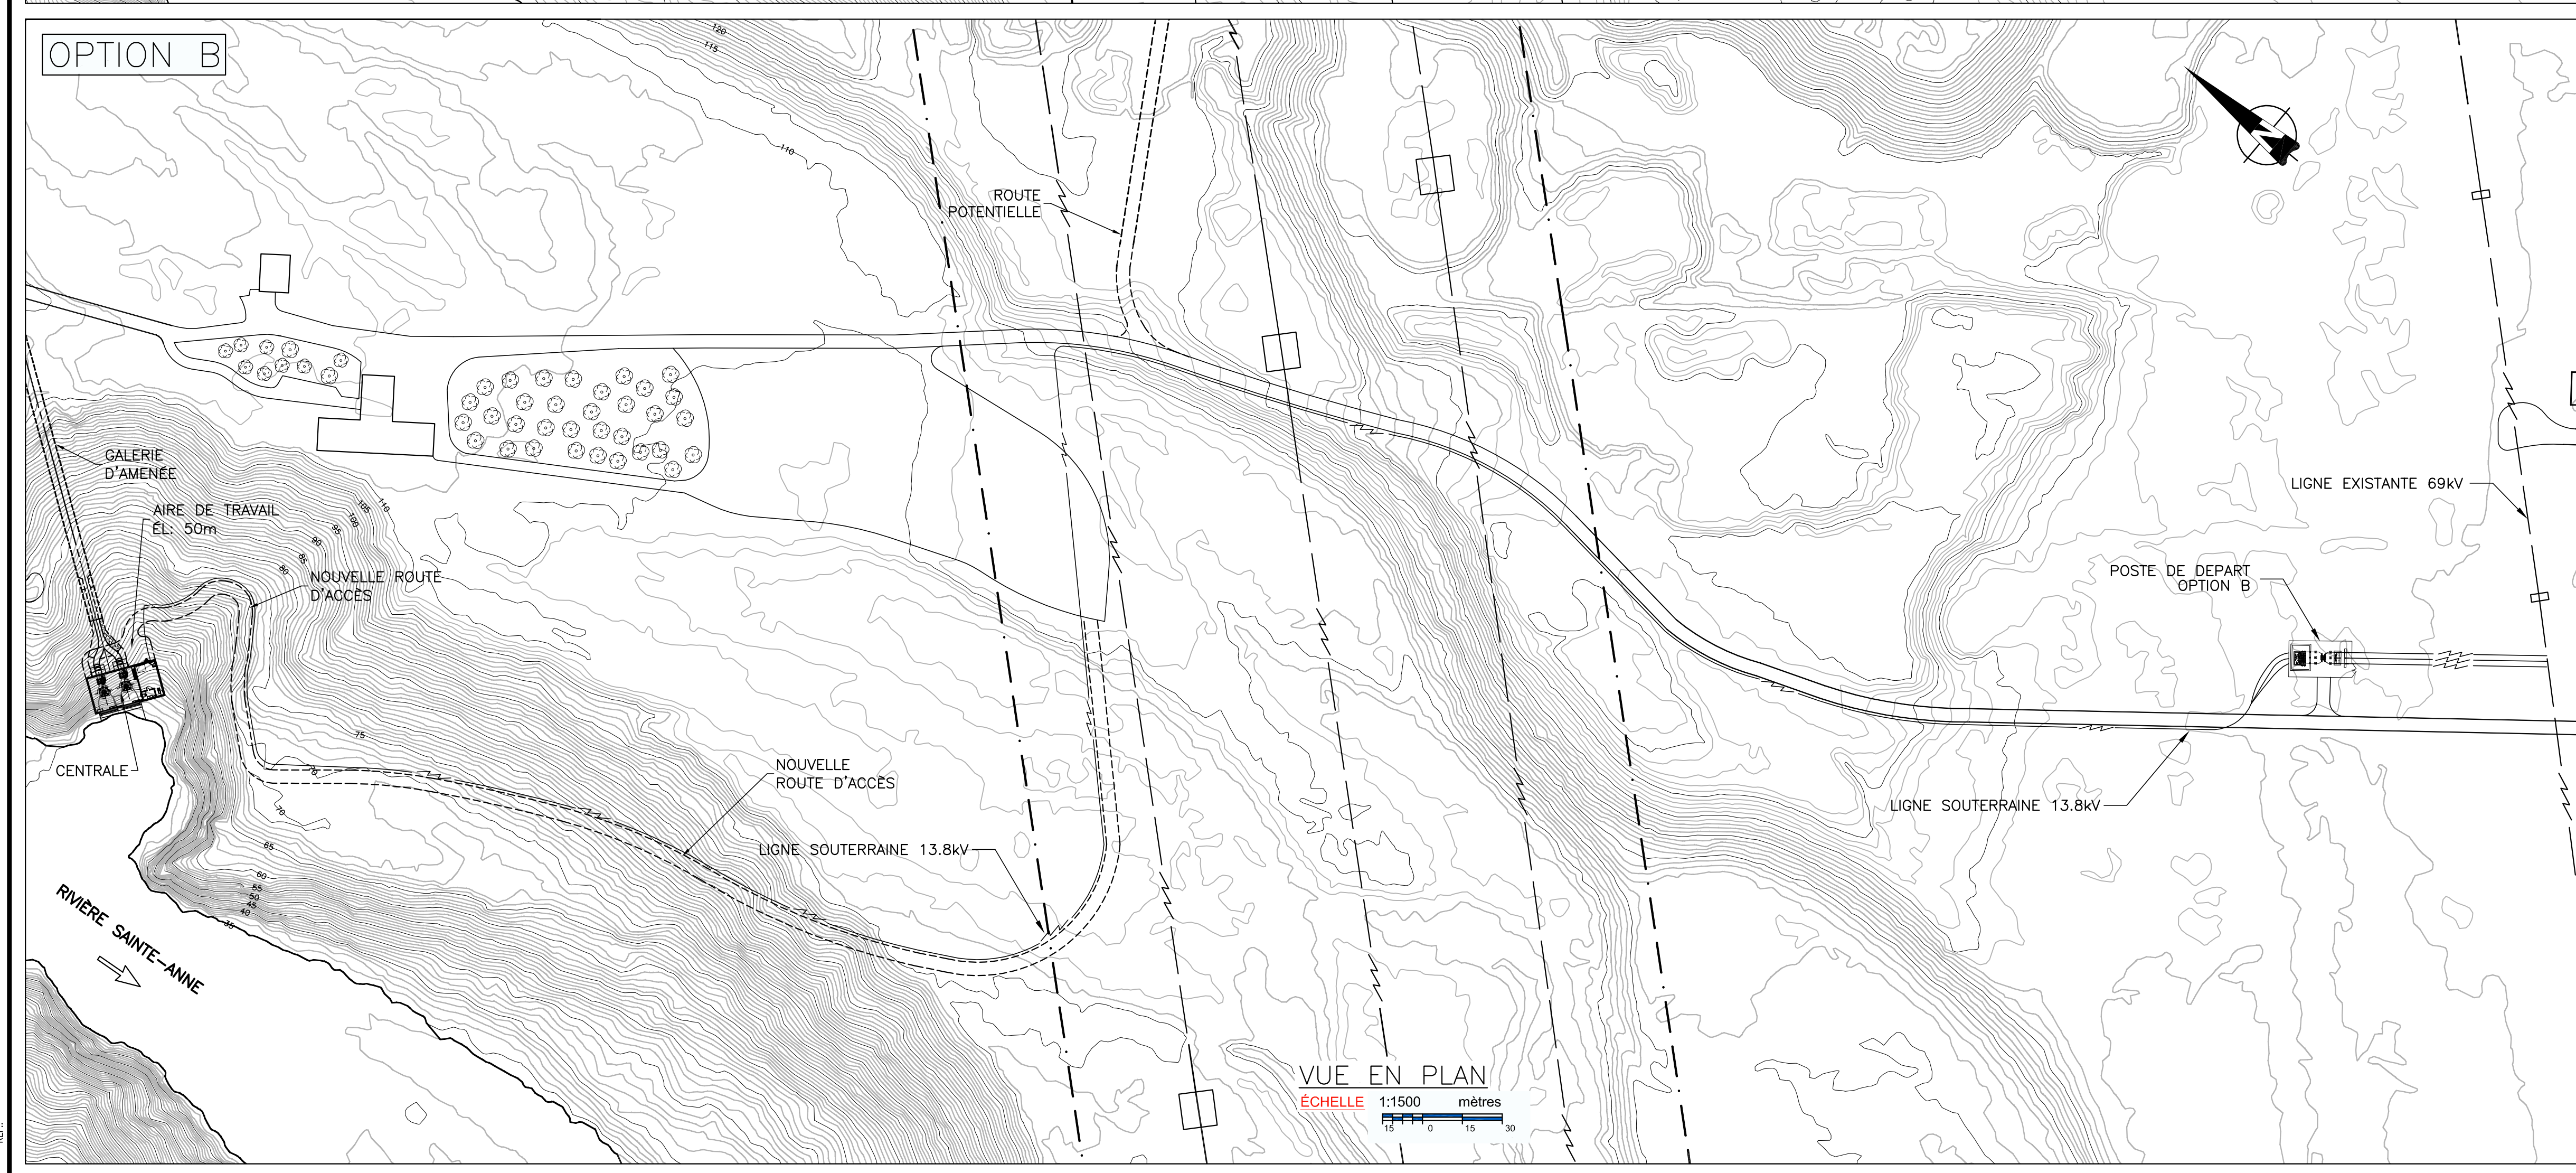 OPTION B
120
115
110
ROUTE
POTENTIELLE
GALERIE
D'AMENÉE
AIRE DE TRAVAIL
ÉL: 50m
110
105
100
95
90
85
80
NOUVELLE ROUTE
D'ACCÈS
LIGNE EXISTANTE 69kV
POSTE DE DEPART
OPTION B
75
70
CENTRALE
NOUVELLE
ROUTE D'ACCÈS
70
LIGNE SOUTERRAINE 13.8kV
65
LIGNE SOUTERRAINE 13.8kV
60
55
50
45
40
35
RIVIÈRE SAINTE-ANNE
N
VUE EN PLAN
ÉCHELLE 1:1500 mètres
15 0 15 30